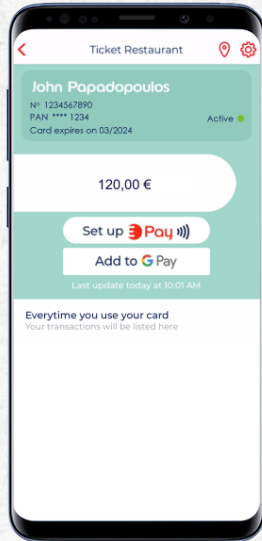 Ticket Restaurant
John Papadopoulos
Nº 1234567890
PAN **** 1234
Active
Card expires on 03/2024
120,00 €
Set up Pay
Add to G Pay
Last update today at 10:01 AM
Everytime you use your card
Your transactions will be listed here